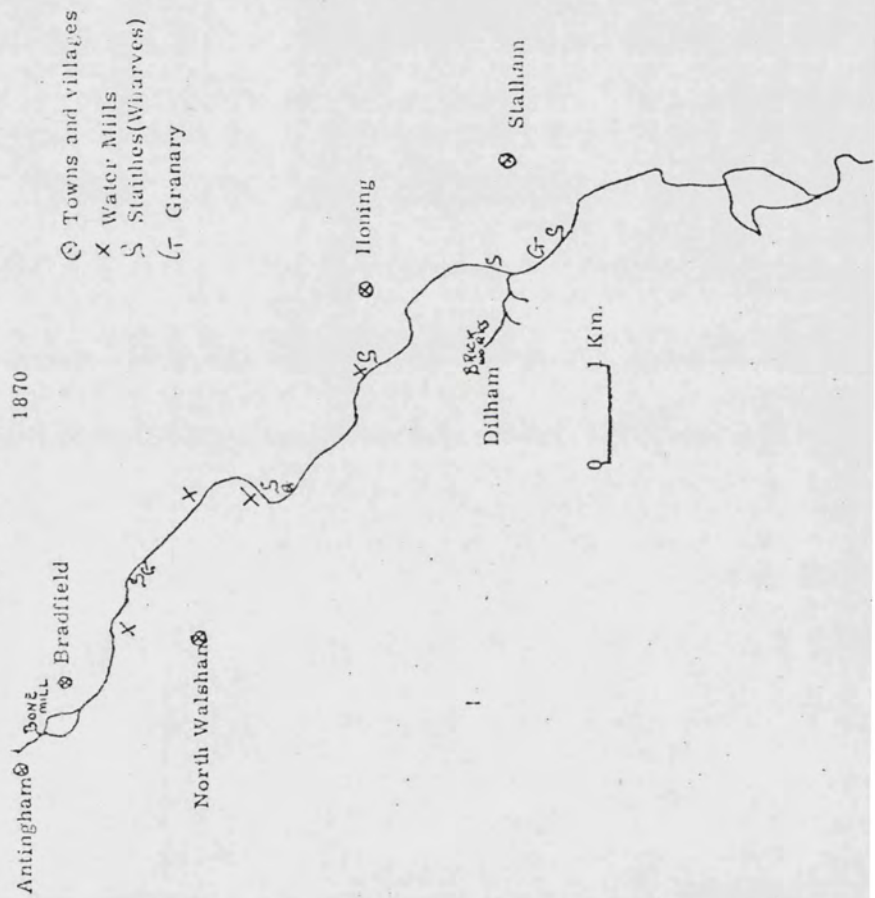 1870
Towns and villages
X Water Mills
S Staithes(Wharves)
G Granary
Antingham
BONE
MILL
Bradfield
X
S G
X
North Walsham
X
S G
X S
Honing
S
G S
Stalham
BRICK
WORKS
Dilham
0 1 Km.